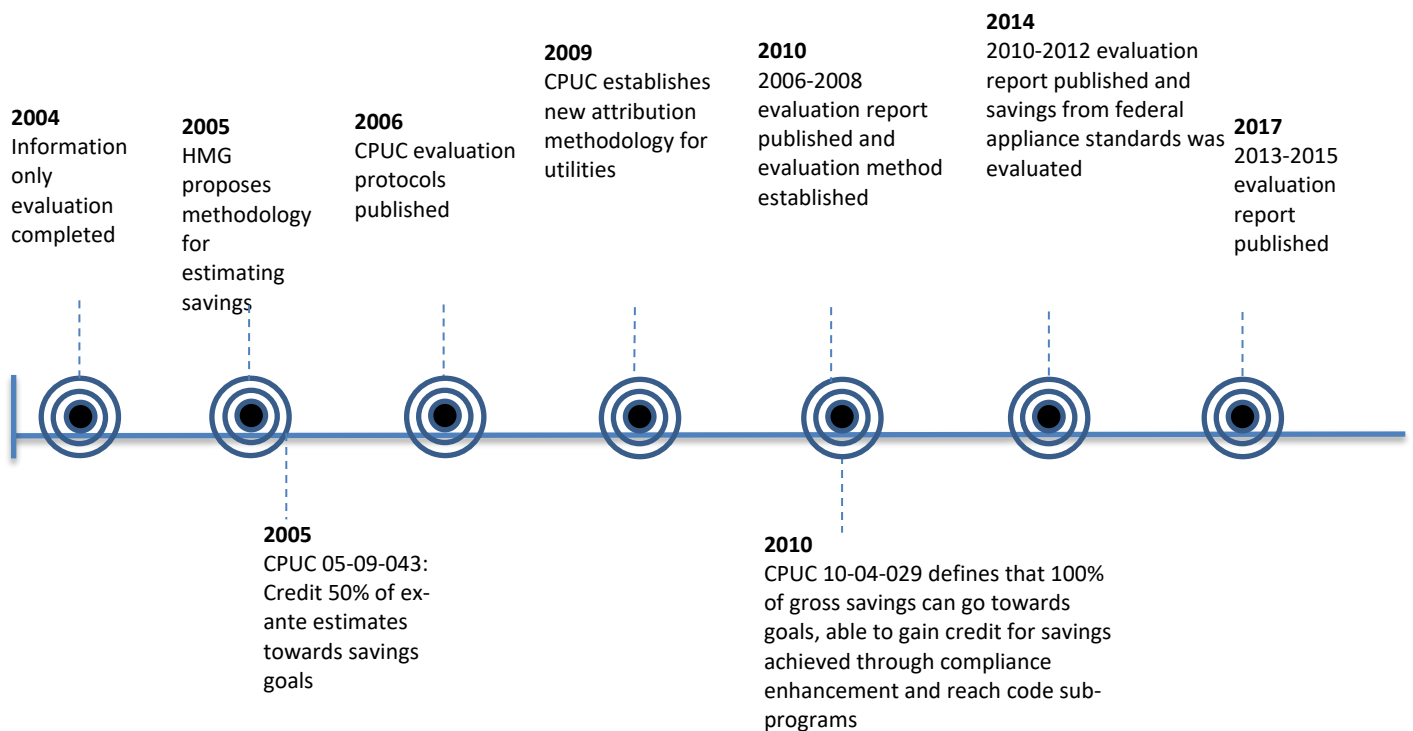 2004
Information
only
evaluation
completed
2005
HMG
proposes
methodology
for
estimating
savings
2006
CPUC evaluation
protocols
published
2009
CPUC establishes
new attribution
methodology for
utilities
2010
2006-2008
evaluation report
published and
evaluation method
established
2014
2010-2012 evaluation
report published and
savings from federal
appliance standards was
evaluated
2017
2013-2015
evaluation
report
published
2005
CPUC 05-09-043:
Credit 50% of ex-
ante estimates
towards savings
goals
2010
CPUC 10-04-029 defines that 100%
of gross savings can go towards
goals, able to gain credit for savings
achieved through compliance
enhancement and reach code sub-
programs